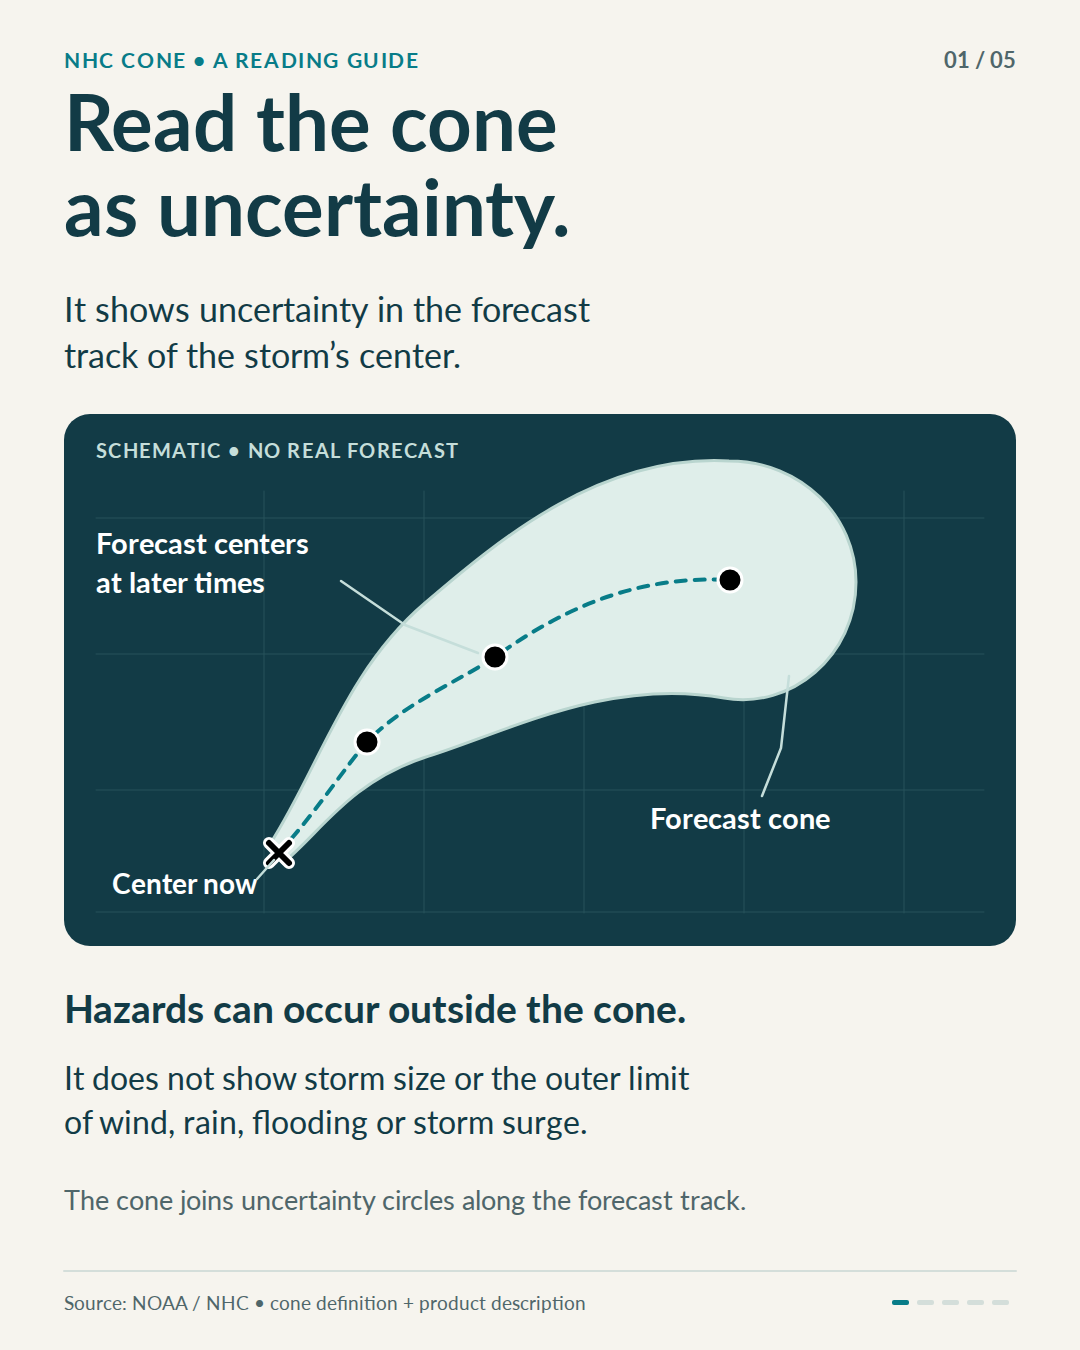 NHC CONE • A READING GUIDE
01 / 05
Read the cone
as uncertainty.
It shows uncertainty in the forecast
track of the storm’s center.
SCHEMATIC • NO REAL FORECAST
Forecast centers
at later times
Forecast cone
Center now
Hazards can occur outside the cone.
It does not show storm size or the outer limit
of wind, rain, flooding or storm surge.
The cone joins uncertainty circles along the forecast track.
Source: NOAA / NHC • cone definition + product description